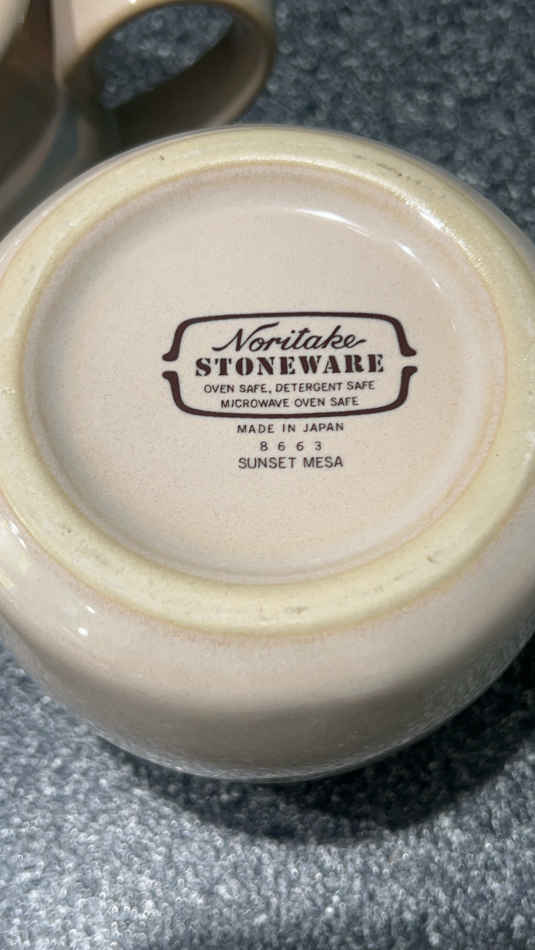 Noritake
STONEWARE
OVEN SAFE, DETERGENT SAFE
MICROWAVE OVEN SAFE
MADE IN JAPAN
8663
SUNSET MESA